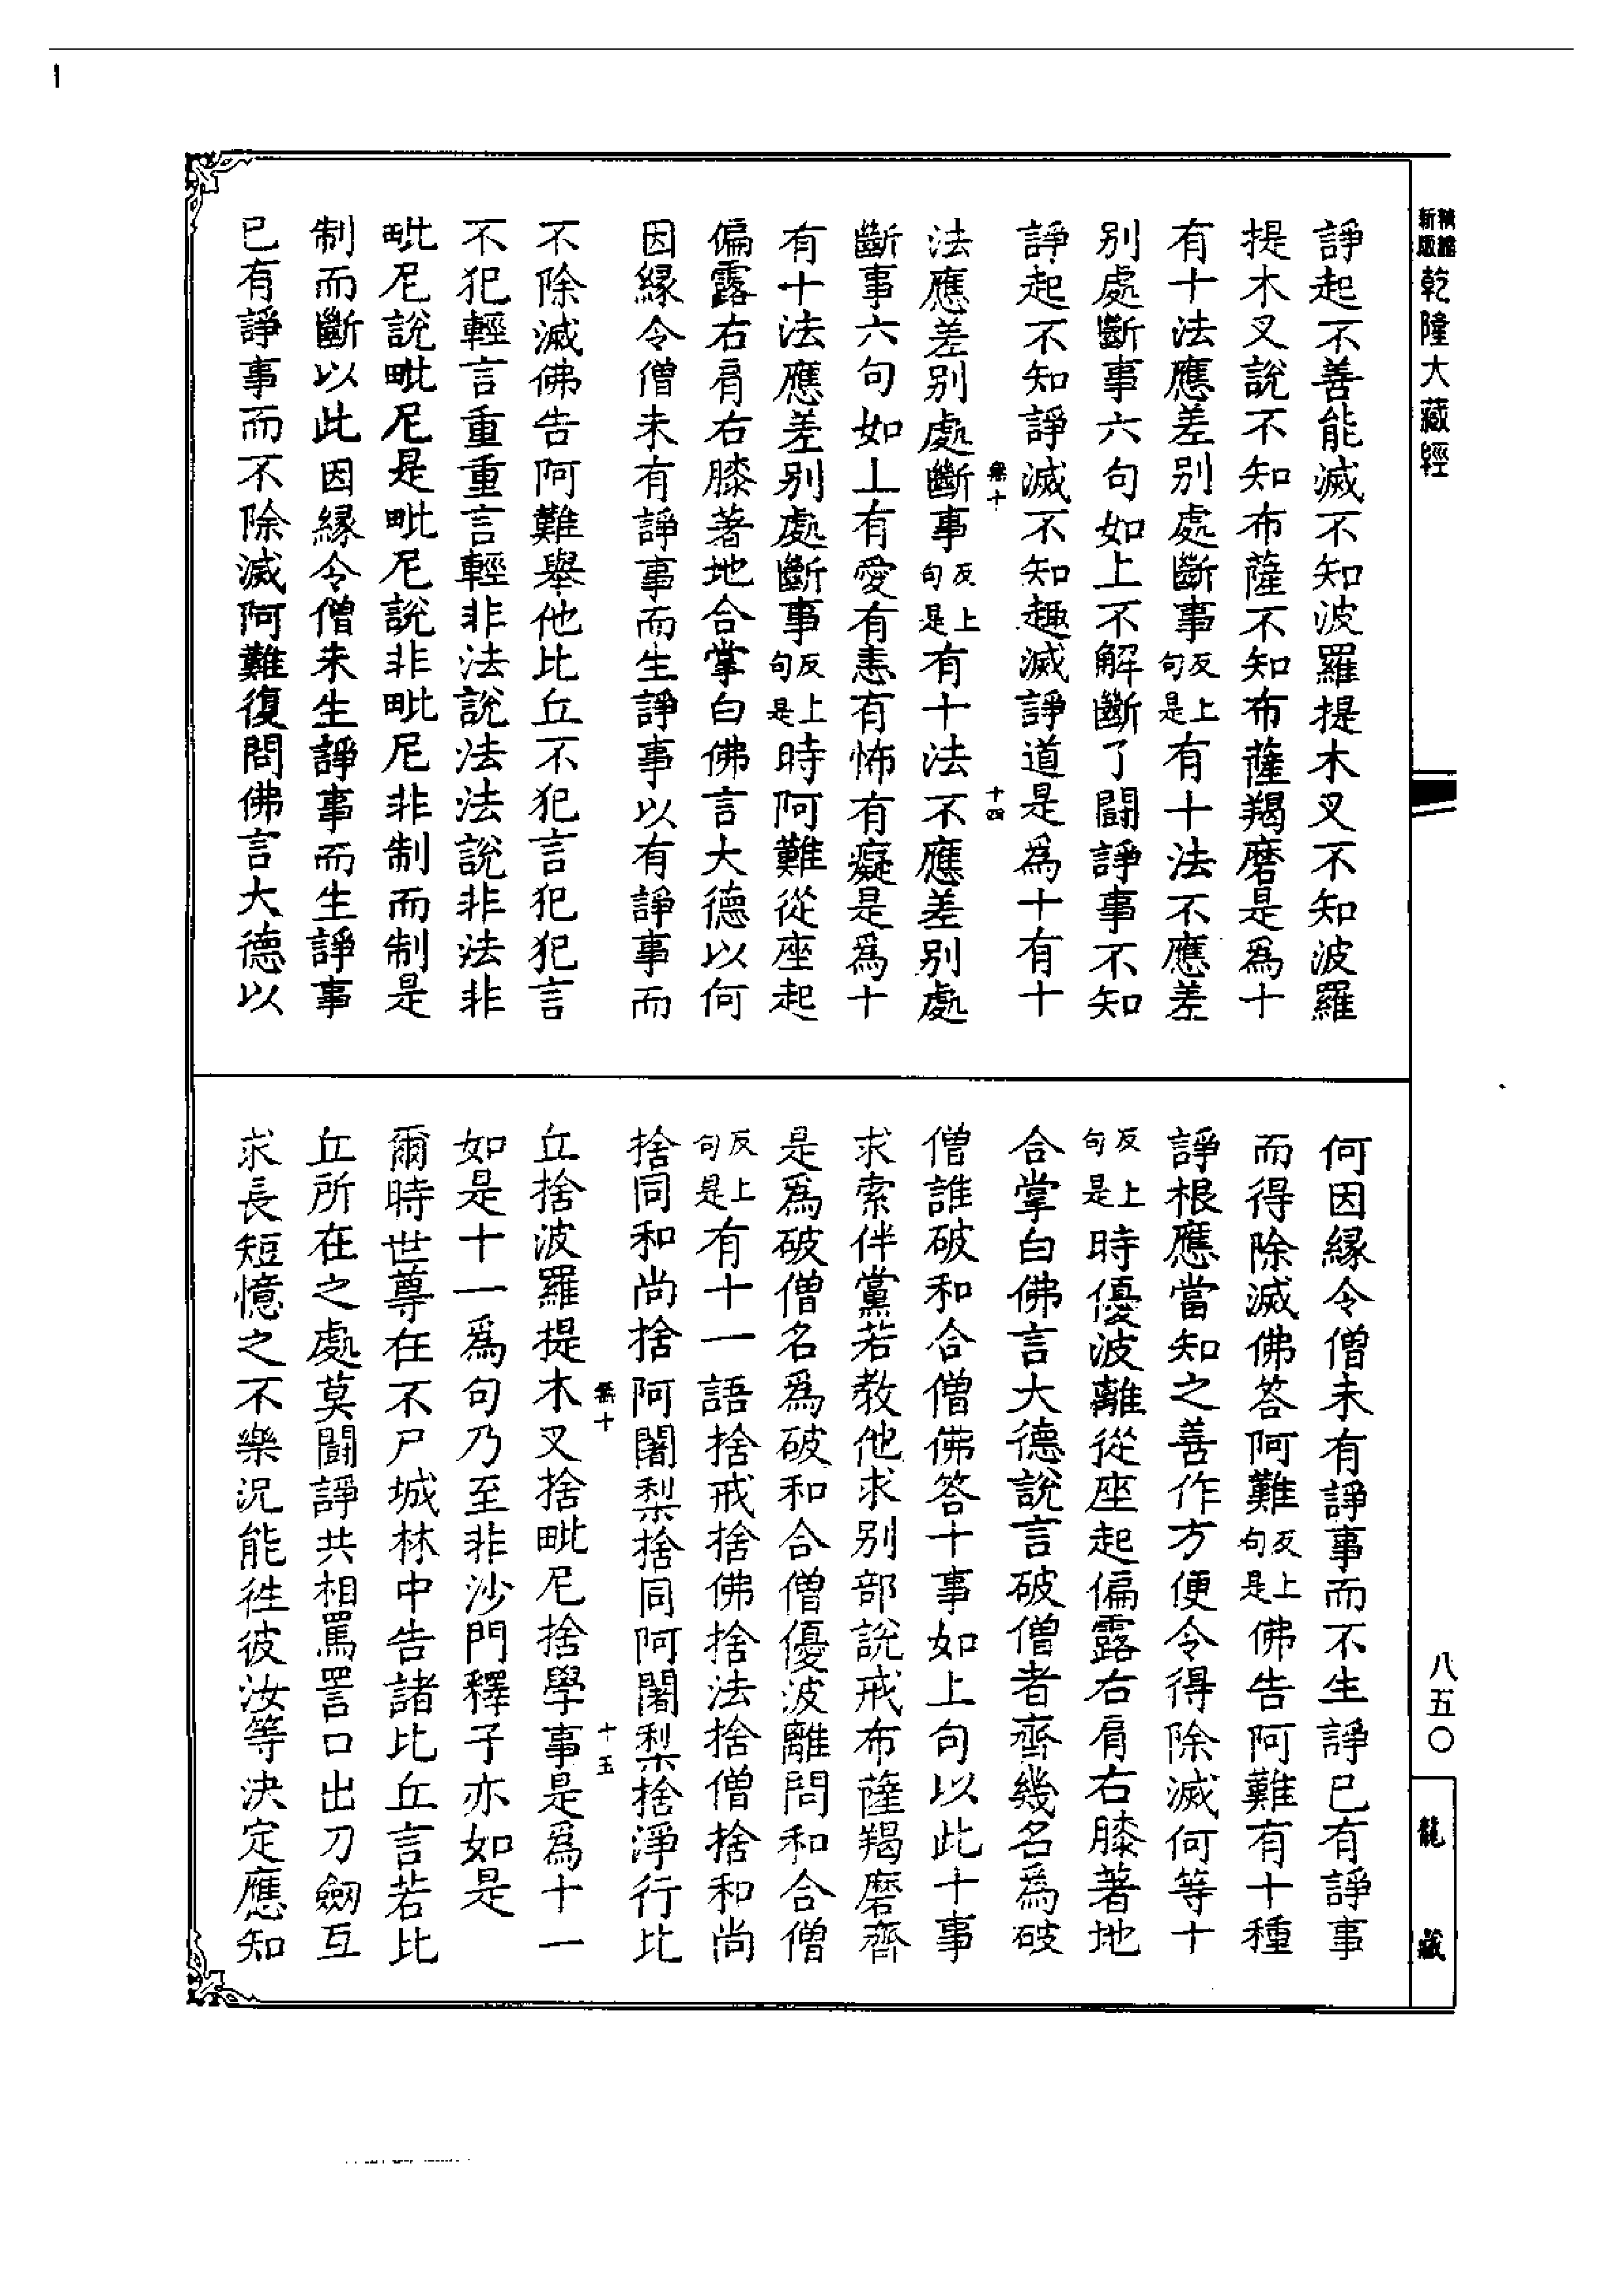 精縮
新版
乾隆大藏經
諍起不善能滅不知波羅提木叉不知波羅
提木叉說不知布薩不知布薩羯磨是爲十
有十法應差別處斷事反上句是有十法不應差
別處斷事六句如上不解斷了鬪諍事不知
諍起不知諍滅不知趣滅諍道是爲十有十
法應差別處斷事反上句是有十法不應差別處
斷事六句如上有愛有恚有怖有癡是爲十
有十法應差別處斷事反上句是時阿難從座起
偏露右肩右膝著地合掌白佛言大德以何
因緣令僧未有諍事而生諍事以有諍事而
不除滅佛告阿難舉他比丘不犯言犯犯言
不犯輕言重重言輕非法說法法說非法非
毗尼說毗尼是毗尼說非毗尼非制而制是
制而斷以此因緣令僧未生諍事而生諍事
已有諍事而不除滅阿難復問佛言大德以
十四
何因緣令僧未有諍事而不生諍已有諍事
而得除滅佛答阿難反上句是佛告阿難有十種
諍根應當知之善作方便令得除滅何等十
反上句是時優波離從座起偏露右肩右膝著地
合掌白佛言大德說言破僧者齊幾名爲破
僧誰破和合僧佛答十事如上句以此十事
求索伴黨若教他求別部說戒布薩羯磨齊
是爲破僧名爲破和合僧優波離問和合僧
反上句是有十一語捨戒捨佛捨法捨僧捨和尚
捨同和尚捨阿闍梨捨同阿闍梨捨淨行比
丘捨波羅提木叉捨毗尼捨學事是爲十一
如是十一爲句乃至非沙門釋子亦如是
爾時世尊在不尸城林中告諸比丘言若比
丘所在之處莫鬪諍共相罵詈口出刀劒互
求長短憶之不樂況能徃彼汝等決定應知
十五
八五〇
龍藏